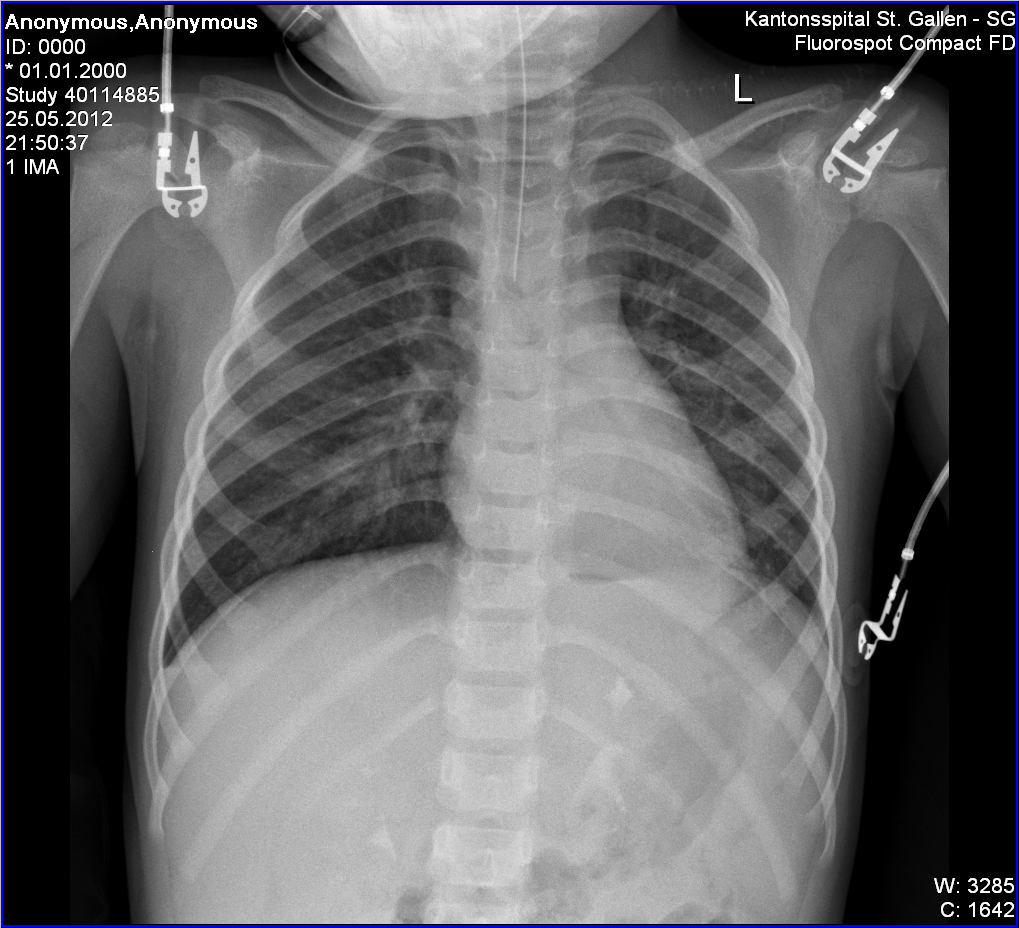 Anonymous,Anonymous
ID: 0000
* 01.01.2000
Study 40114885
25.05.2012
21:50:37
1 IMA
Kantonsspital St. Gallen - SG
Fluorospot Compact FD
L
W: 3285
C: 1642